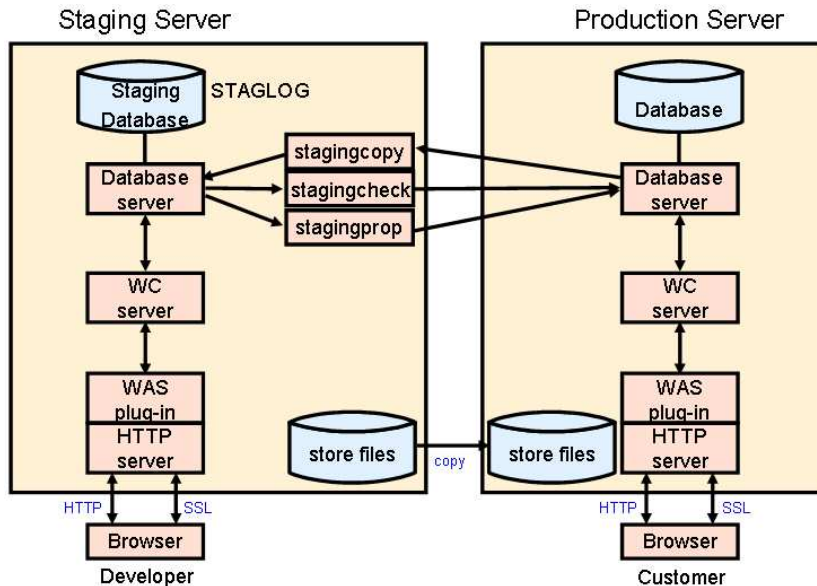 Staging Server
Production Server
Staging
Database
STAGLOG
Database
stagingcopy
stagingcheck
stagingprop
Database
server
Database
server
WC
server
WC
server
WAS
plug-in
HTTP
server
WAS
plug-in
HTTP
server
store files
copy
store files
HTTP
SSL
HTTP
SSL
Browser
Browser
Developer
Customer